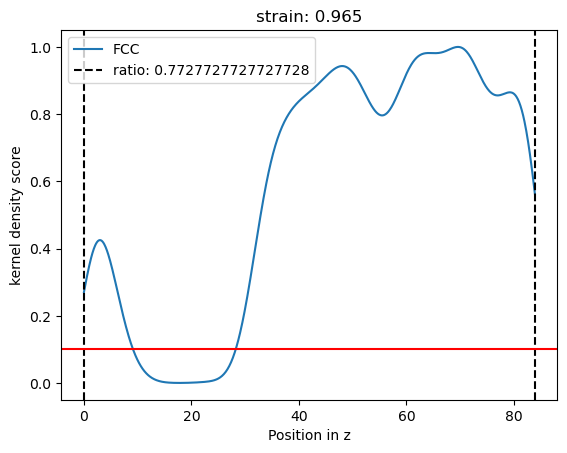 strain: 0.965
FCC
ratio: 0.7727727727727728
1.0
0.8
0.6
0.4
0.2
0.0
kernel density score
0 20 40 60 80
Position in z